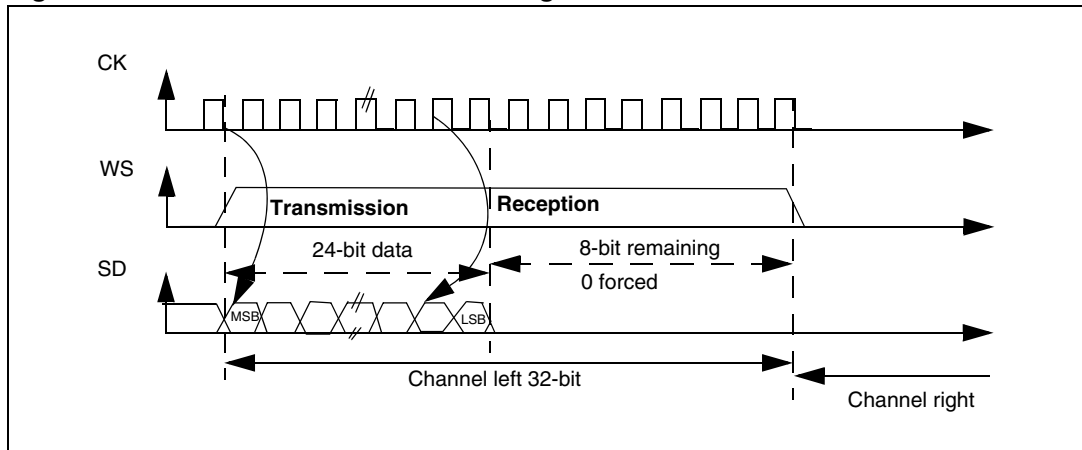 CK
WS
Transmission
Reception
24-bit data
8-bit remaining
SD
0 forced
MSB
LSB
Channel left 32-bit
Channel right